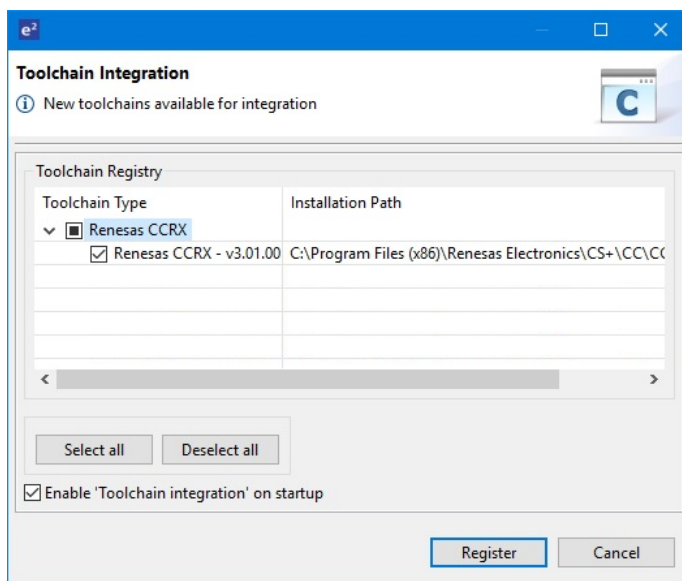 e²
Toolchain Integration
New toolchains available for integration
C
Toolchain Registry
Toolchain Type Installation Path
Renesas CCRX
Renesas CCRX - v3.01.00 C:\Program Files (x86)\Renesas Electronics\CS+\CC\CC
Select all Deselect all
Enable 'Toolchain integration' on startup
Register Cancel